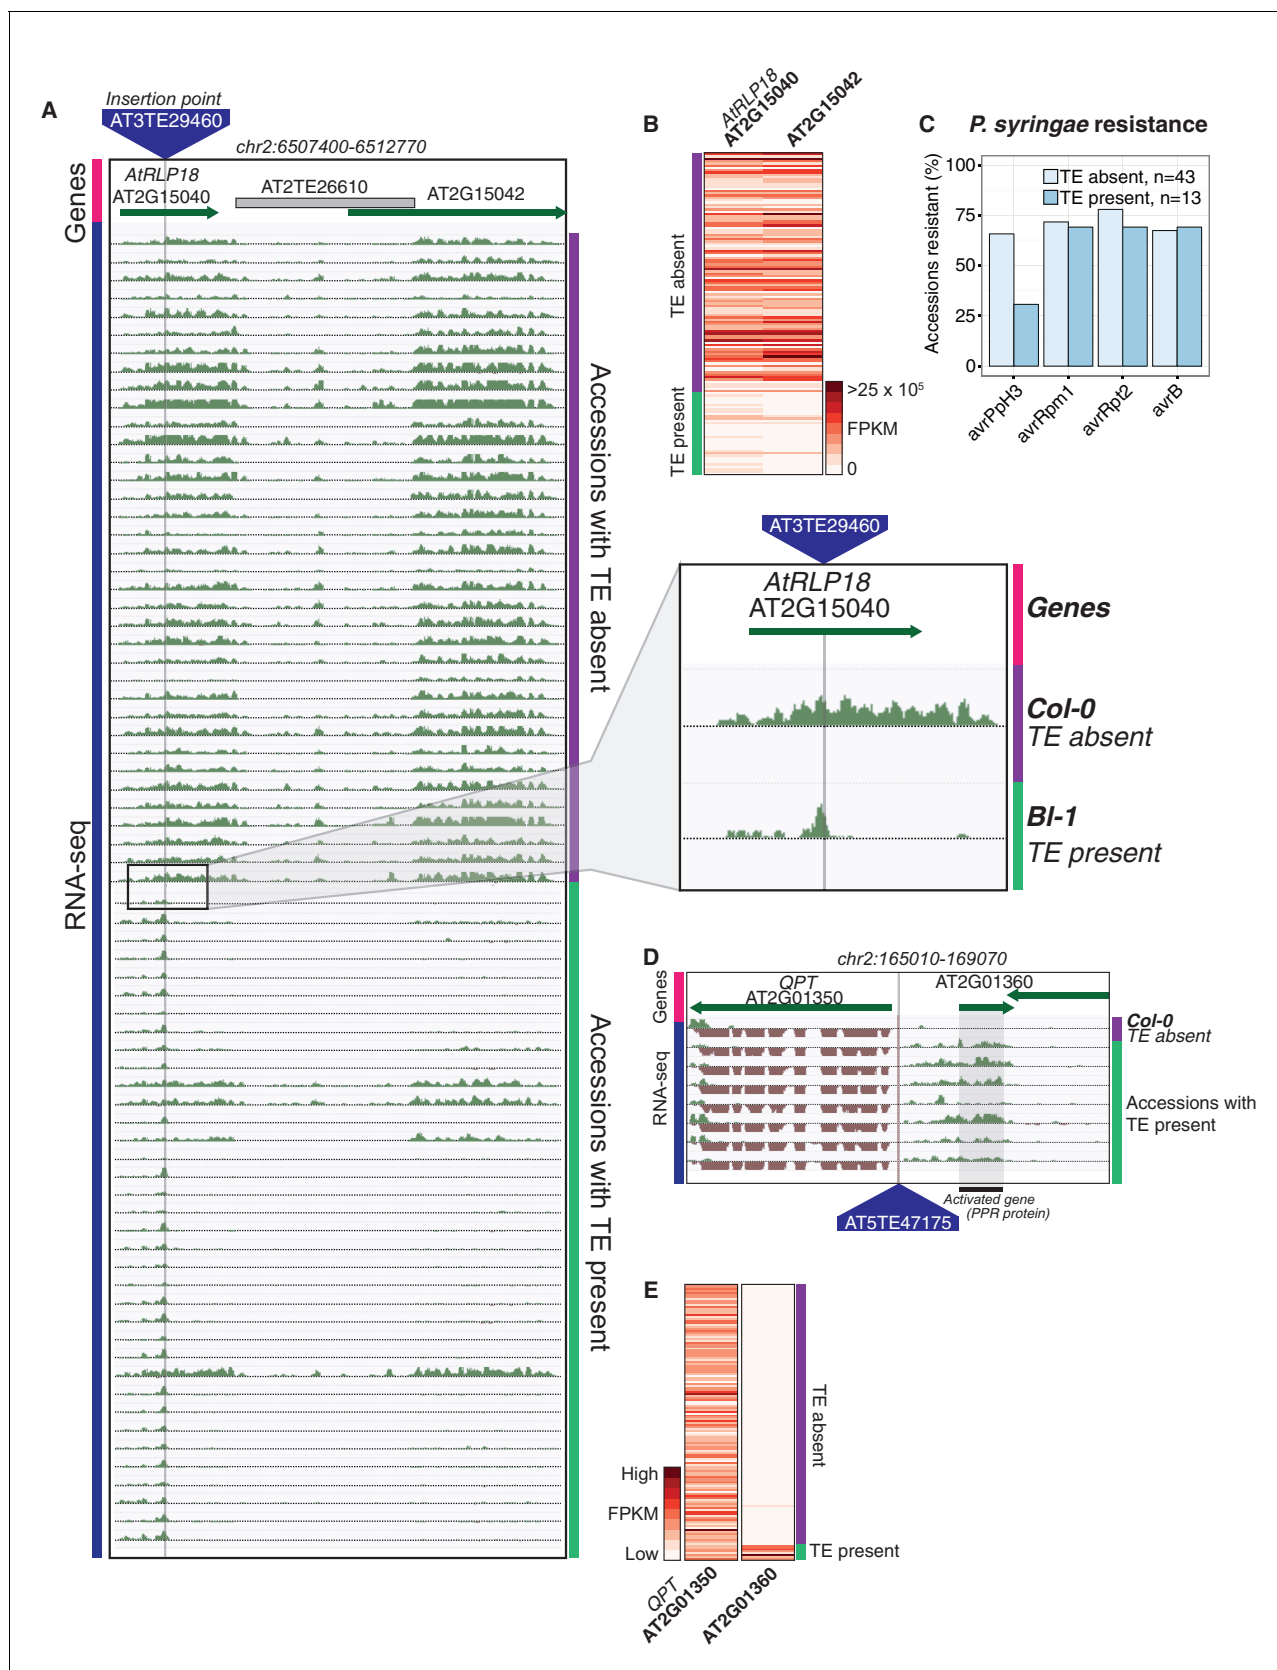 A
Insertion point
AT3TE29460
chr2:6507400-6512770
Genes
AtRLP18
AT2G15040
AT2TE26610
AT2G15042
RNA-seq
Accessions with TE absent
Accessions with TE present
B
AtRLP18
AT2G15040
AT2G15042
TE absent
TE present
>25 x 10⁵
FPKM
0
C
P. syringae resistance
Accessions resistant (%)
100
75
50
25
0
TE absent, n=43
TE present, n=13
avrPpH3
avrRpm1
avrRpt2
avrB
AT3TE29460
AtRLP18
AT2G15040
Genes
Col-0
TE absent
Bl-1
TE present
D
chr2:165010-169070
Genes
QPT
AT2G01350
AT2G01360
RNA-seq
Col-0
TE absent
Accessions with
TE present
Activated gene
(PPR protein)
AT5TE47175
E
TE absent
TE present
High
FPKM
Low
QPT
AT2G01350
AT2G01360